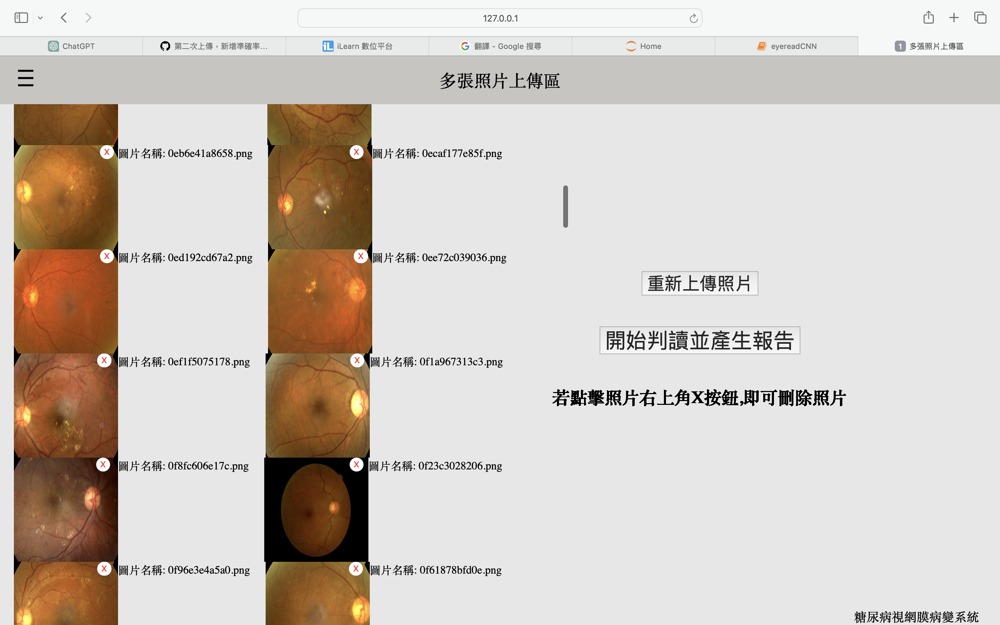 127.0.0.1
ChatGPT
第二次上傳，新增準確率...
iLearn 數位平台
翻譯 - Google 搜尋
Home
eyereadCNN
1 多張照片上傳區
多張照片上傳區
X 圖片名稱: 0eb6e41a8658.png
X 圖片名稱: 0ecaf177e85f.png
X 圖片名稱: 0ed192cd67a2.png
X 圖片名稱: 0ee72c039036.png
X 圖片名稱: 0ef1f5075178.png
X 圖片名稱: 0f1a967313c3.png
X 圖片名稱: 0f8fc606e17c.png
X 圖片名稱: 0f23c3028206.png
X 圖片名稱: 0f96e3e4a5a0.png
X 圖片名稱: 0f61878bfd0e.png
重新上傳照片
開始判讀並產生報告
若點擊照片右上角X按鈕,即可刪除照片
糖尿病視網膜病變系統